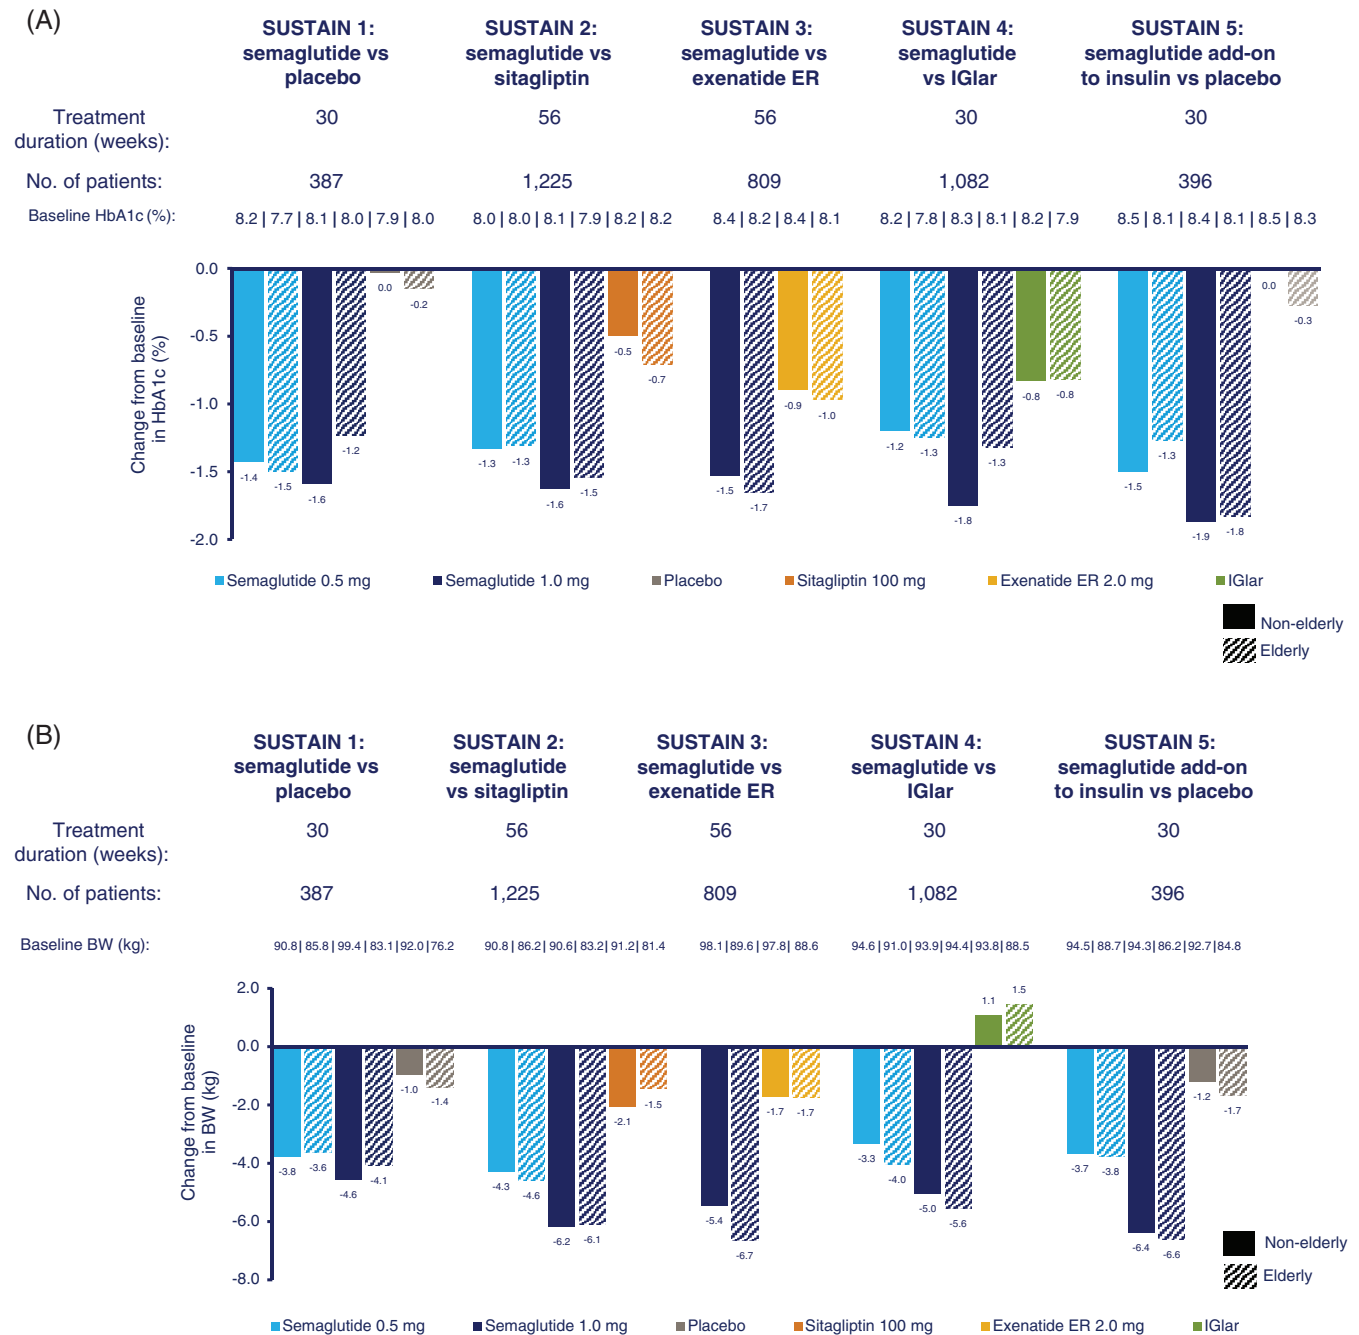 (A)
SUSTAIN 1:
semaglutide vs
placebo
SUSTAIN 2:
semaglutide vs
sitagliptin
SUSTAIN 3:
semaglutide vs
exenatide ER
SUSTAIN 4:
semaglutide
vs IGlar
SUSTAIN 5:
semaglutide add-on
to insulin vs placebo
Treatment
duration (weeks):
30
56
56
30
30
No. of patients:
387
1,225
809
1,082
396
Baseline HbA1c (%):
8.2 | 7.7 | 8.1 | 8.0 | 7.9 | 8.0
8.0 | 8.0 | 8.1 | 7.9 | 8.2 | 8.2
8.4 | 8.2 | 8.4 | 8.1
8.2 | 7.8 | 8.3 | 8.1 | 8.2 | 7.9
8.5 | 8.1 | 8.4 | 8.1 | 8.5 | 8.3
Change from baseline
in HbA1c (%)
0.0
-0.5
-1.0
-1.5
-2.0
-1.4
-1.5
-1.6
-1.2
0.0
-0.2
-1.3
-1.3
-1.6
-1.5
-0.5
-0.7
-1.5
-1.7
-0.9
-1.0
-1.2
-1.3
-1.8
-1.3
-0.8
-0.8
-1.5
-1.3
-1.9
-1.8
0.0
-0.3
Semaglutide 0.5 mg
Semaglutide 1.0 mg
Placebo
Sitagliptin 100 mg
Exenatide ER 2.0 mg
IGlar
Non-elderly
Elderly
(B)
SUSTAIN 1:
semaglutide vs
placebo
SUSTAIN 2:
semaglutide
vs sitagliptin
SUSTAIN 3:
semaglutide vs
exenatide ER
SUSTAIN 4:
semaglutide vs
IGlar
SUSTAIN 5:
semaglutide add-on
to insulin vs placebo
Treatment
duration (weeks):
30
56
56
30
30
No. of patients:
387
1,225
809
1,082
396
Baseline BW (kg):
90.8 | 85.8 | 99.4 | 83.1 | 92.0 | 76.2
90.8 | 86.2 | 90.6 | 83.2 | 91.2 | 81.4
98.1 | 89.6 | 97.8 | 88.6
94.6 | 91.0 | 93.9 | 94.4 | 93.8 | 88.5
94.5 | 88.7 | 94.3 | 86.2 | 92.7 | 84.8
Change from baseline
in BW (kg)
2.0
0.0
-2.0
-4.0
-6.0
-8.0
-3.8
-3.6
-4.6
-4.1
-1.0
-1.4
-4.3
-4.6
-6.2
-6.1
-2.1
-1.5
-5.4
-6.7
-1.7
-1.7
-3.3
-4.0
-5.0
-5.6
1.1
1.5
-3.7
-3.8
-6.4
-6.6
-1.2
-1.7
Non-elderly
Elderly
Semaglutide 0.5 mg
Semaglutide 1.0 mg
Placebo
Sitagliptin 100 mg
Exenatide ER 2.0 mg
IGlar